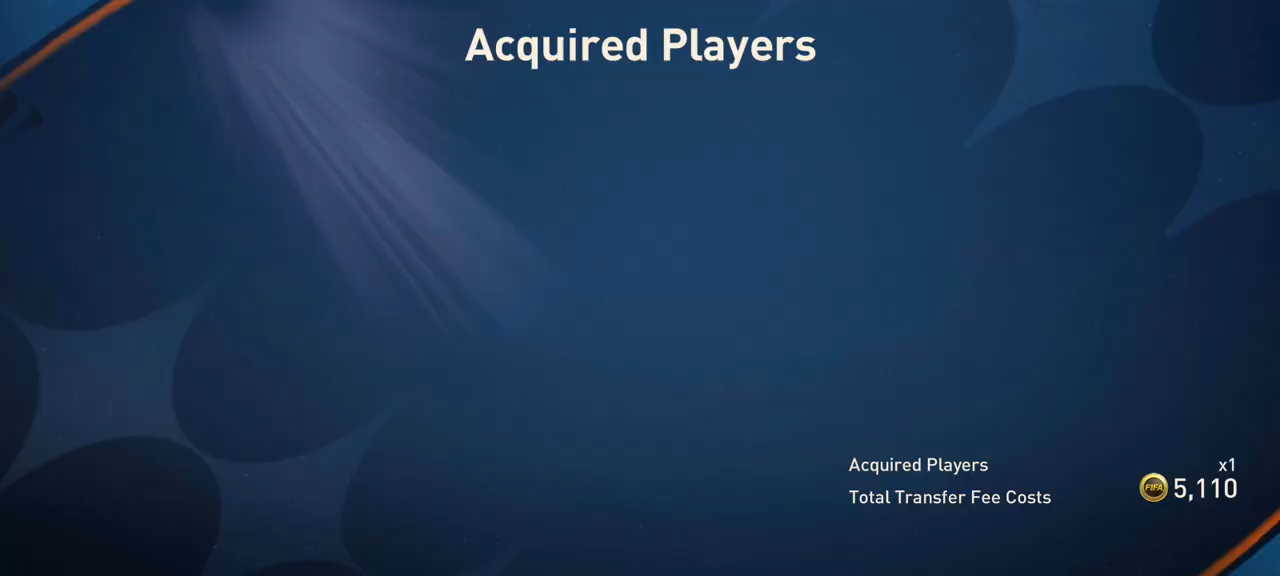 Acquired Players
Acquired Players x1
Total Transfer Fee Costs FIFA 5,110